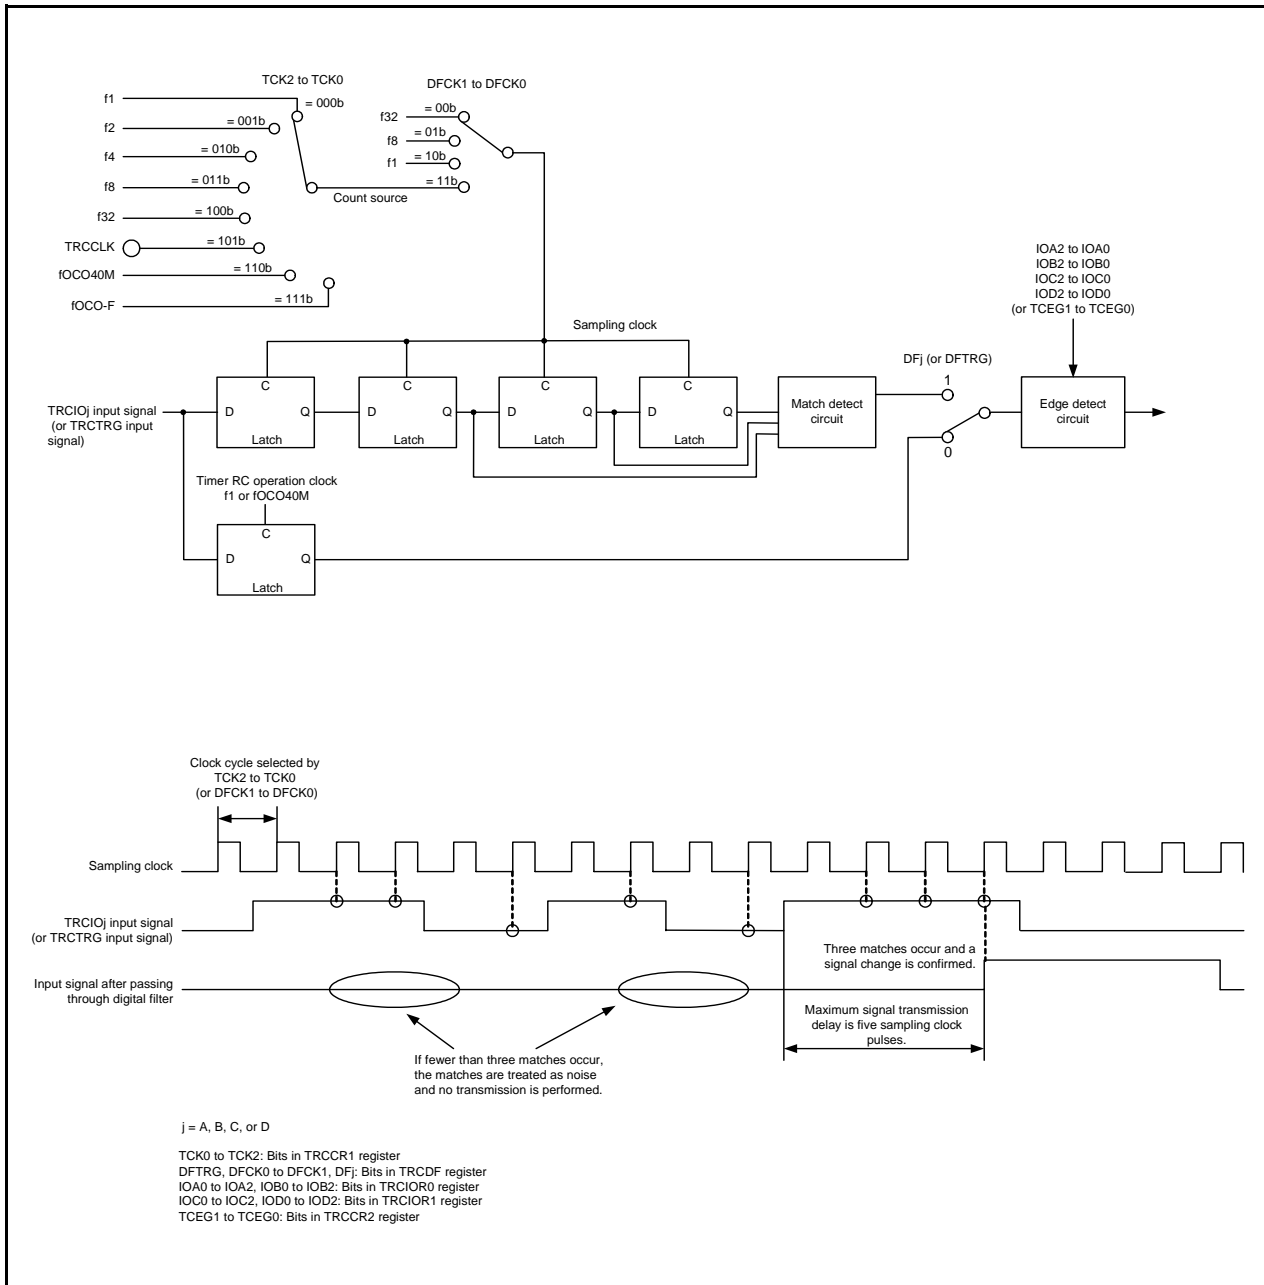 TCK2 to TCK0
DFCK1 to DFCK0
f1
= 000b
f2
= 001b
f4
= 010b
f8
= 011b
f32
= 100b
TRCCLK
= 101b
fOCO40M
= 110b
fOCO-F
= 111b
Count source
f32
= 00b
f8
= 01b
f1
= 10b
= 11b
IOA2 to IOA0
IOB2 to IOB0
IOC2 to IOC0
IOD2 to IOD0
(or TCEG1 to TCEG0)
Sampling clock
DFj (or DFTRG)
1
0
TRCIOj input signal
(or TRCTRG input
signal)
C
D
Q
Latch
C
D
Q
Latch
C
D
Q
Latch
C
D
Q
Latch
Match detect
circuit
Edge detect
circuit
Timer RC operation clock
f1 or fOCO40M
C
D
Q
Latch
Clock cycle selected by
TCK2 to TCK0
(or DFCK1 to DFCK0)
Sampling clock
TRCIOj input signal
(or TRCTRG input signal)
Three matches occur and a
signal change is confirmed.
Input signal after passing
through digital filter
Maximum signal transmission
delay is five sampling clock
pulses.
If fewer than three matches occur,
the matches are treated as noise
and no transmission is performed.
j = A, B, C, or D
TCK0 to TCK2: Bits in TRCCR1 register
DFTRG, DFCK0 to DFCK1, DFj: Bits in TRCDF register
IOA0 to IOA2, IOB0 to IOB2: Bits in TRCIOR0 register
IOC0 to IOC2, IOD0 to IOD2: Bits in TRCIOR1 register
TCEG1 to TCEG0: Bits in TRCCR2 register